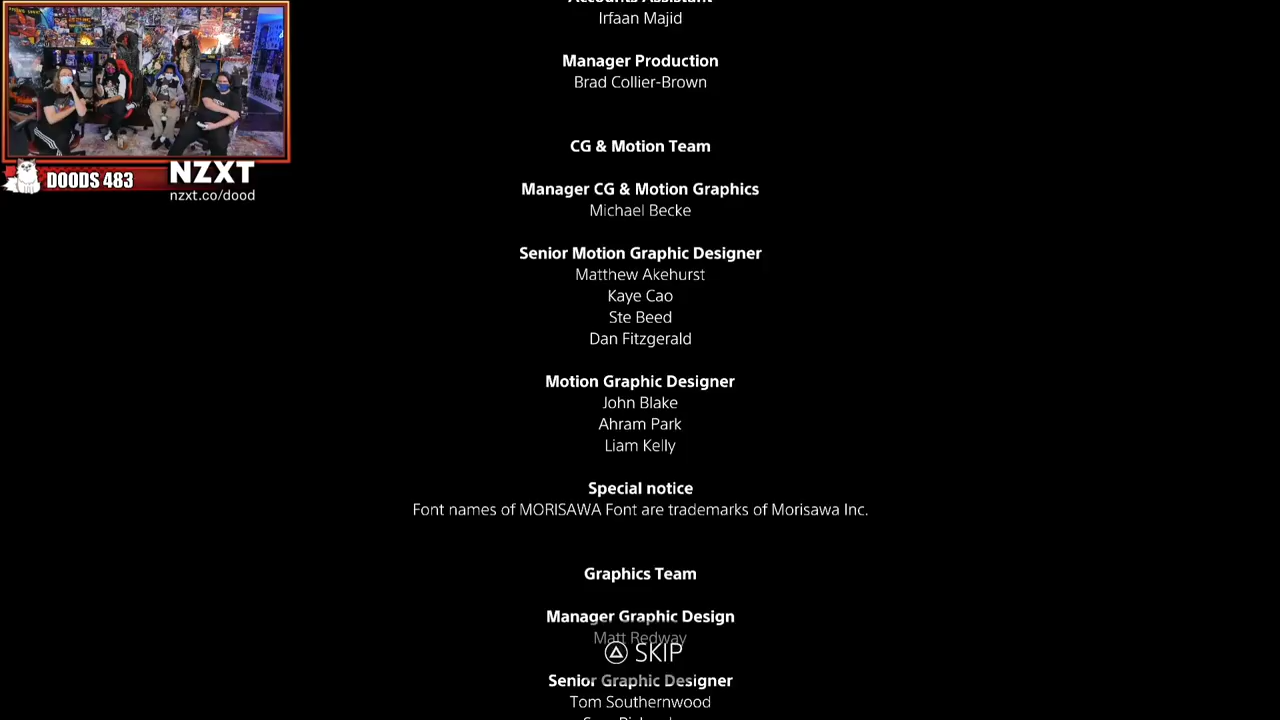 Accounts Assistant
Irfaan Majid
Manager Production
Brad Collier-Brown
CG & Motion Team
Manager CG & Motion Graphics
Michael Becke
Senior Motion Graphic Designer
Matthew Akehurst
Kaye Cao
Ste Beed
Dan Fitzgerald
Motion Graphic Designer
John Blake
Ahram Park
Liam Kelly
Special notice
Font names of MORISAWA Font are trademarks of Morisawa Inc.
Graphics Team
Manager Graphic Design
Matt Redway
SKIP
Senior Graphic Designer
Tom Southernwood
DOODS 483
NZXT
nzxt.co/dood